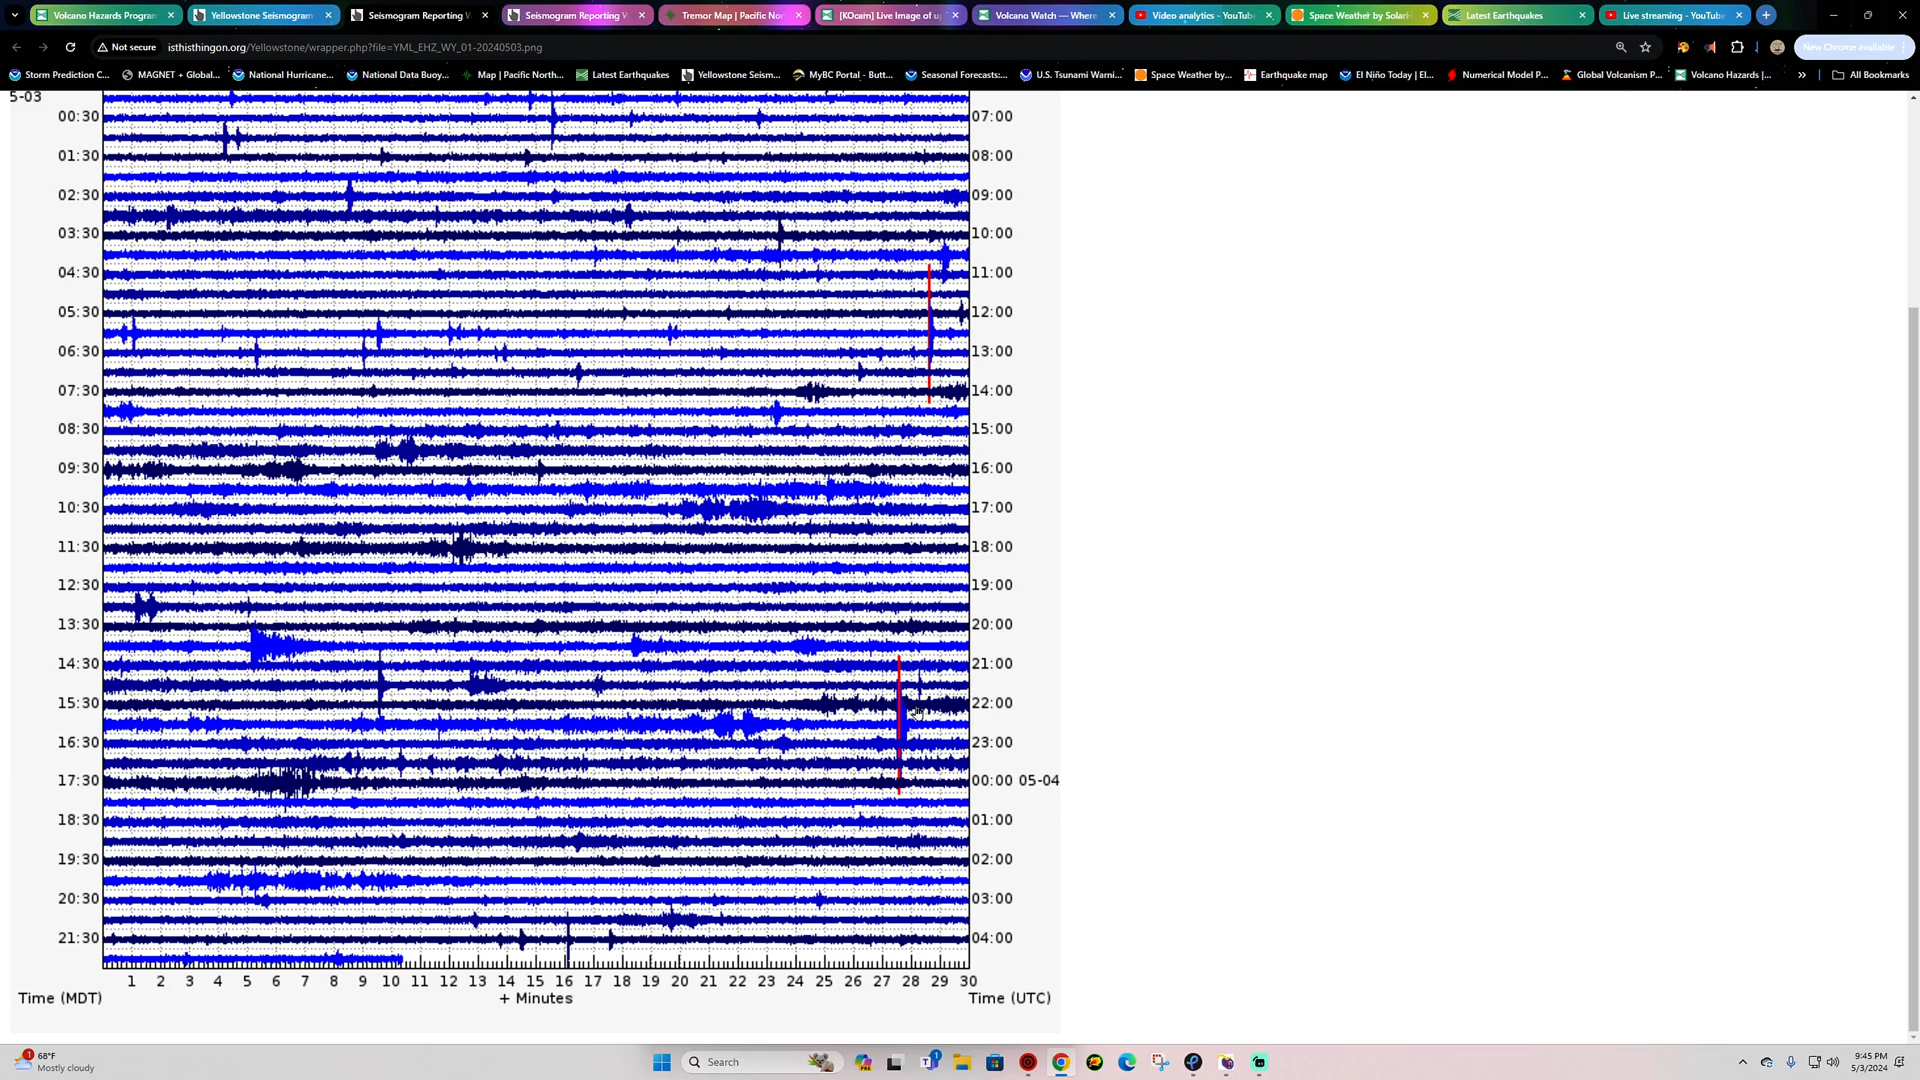 Volcano Hazards Program
Yellowstone Seismogram
Seismogram Reporting W
Seismogram Reporting W
Tremor Map | Pacific Nor
[KOcam] Live Image of u
Volcano Watch — Where
Video analytics - YouTube
Space Weather by SolarH
Latest Earthquakes
Live streaming - YouTube
Not secure
isthisthingon.org/Yellowstone/wrapper.php?file=YML_EHZ_WY_01-20240503.png
New Chrome available
Storm Prediction C...
MAGNET + Global...
National Hurricane...
National Data Buoy...
Map | Pacific North...
Latest Earthquakes
Yellowstone Seism...
MyBC Portal - Butt...
Seasonal Forecasts:...
U.S. Tsunami Warni...
Space Weather by...
Earthquake map
El Niño Today | El...
Numerical Model P...
Global Volcanism P...
Volcano Hazards |...
All Bookmarks
5-03
00:30 07:00
01:30 08:00
02:30 09:00
03:30 10:00
04:30 11:00
05:30 12:00
06:30 13:00
07:30 14:00
08:30 15:00
09:30 16:00
10:30 17:00
11:30 18:00
12:30 19:00
13:30 20:00
14:30 21:00
15:30 22:00
16:30 23:00
17:30 00:00 05-04
18:30 01:00
19:30 02:00
20:30 03:00
21:30 04:00
1 2 3 4 5 6 7 8 9 10 11 12 13 14 15 16 17 18 19 20 21 22 23 24 25 26 27 28 29 30
Time (MDT) + Minutes Time (UTC)
1
68°F
Mostly cloudy
Search
1
9:45 PM
5/3/2024